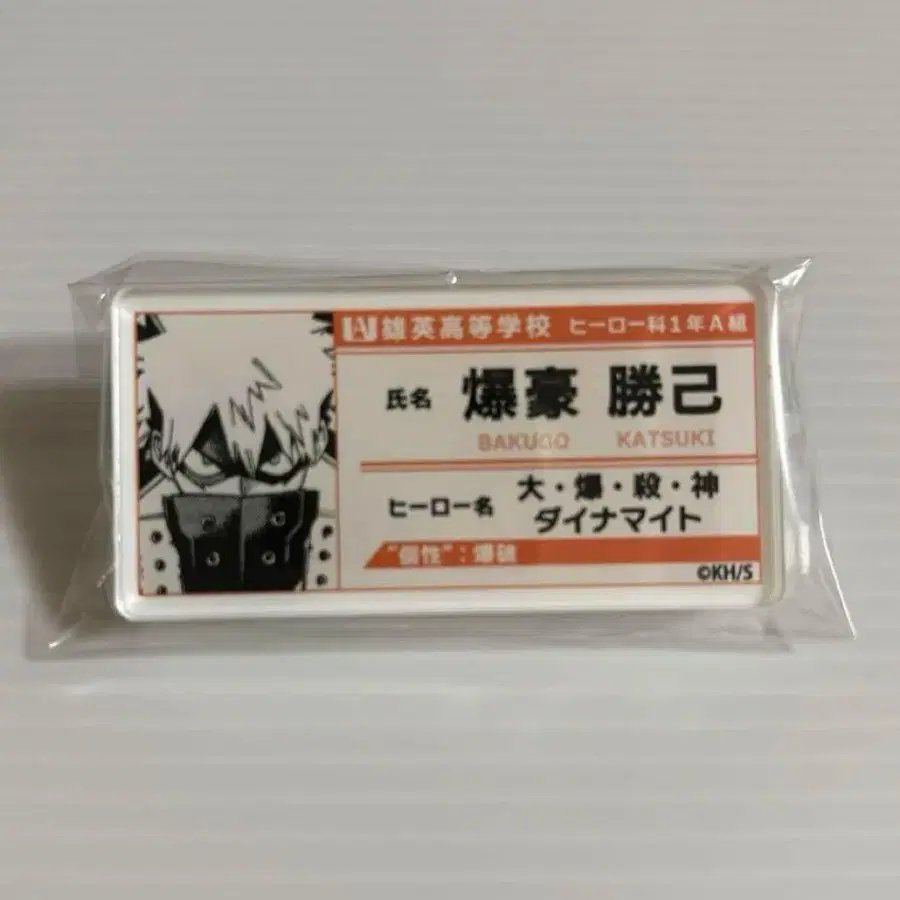 UA 雄英高等学校 ヒーロー科1年A組
氏名 爆豪 勝己
BAKUGO KATSUKI
ヒーロー名 大・爆・殺・神
ダイナマイト
"個性":爆破
©KH/S